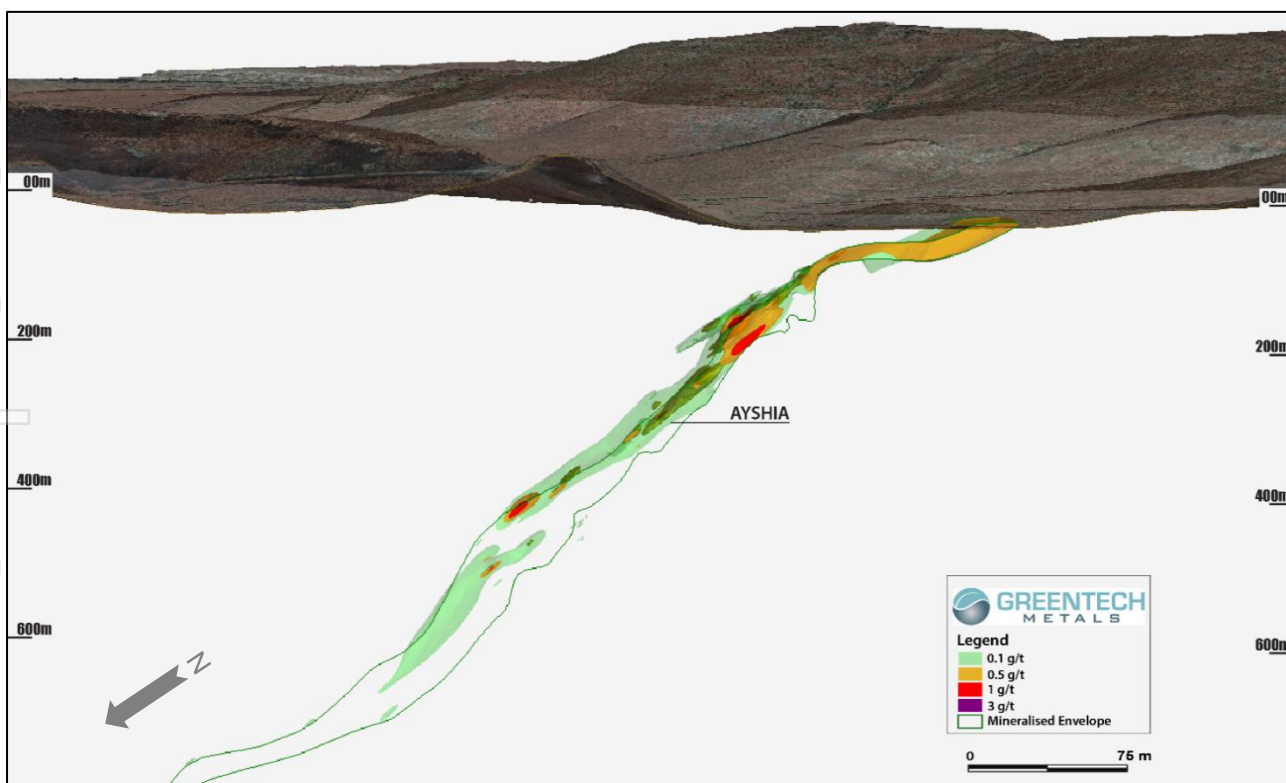 00m
00m
200m
200m
AYSHIA
400m
400m
600m
600m
N
GREENTECH
METALS
Legend
0.1 g/t
0.5 g/t
1 g/t
3 g/t
Mineralised Envelope
0 75 m